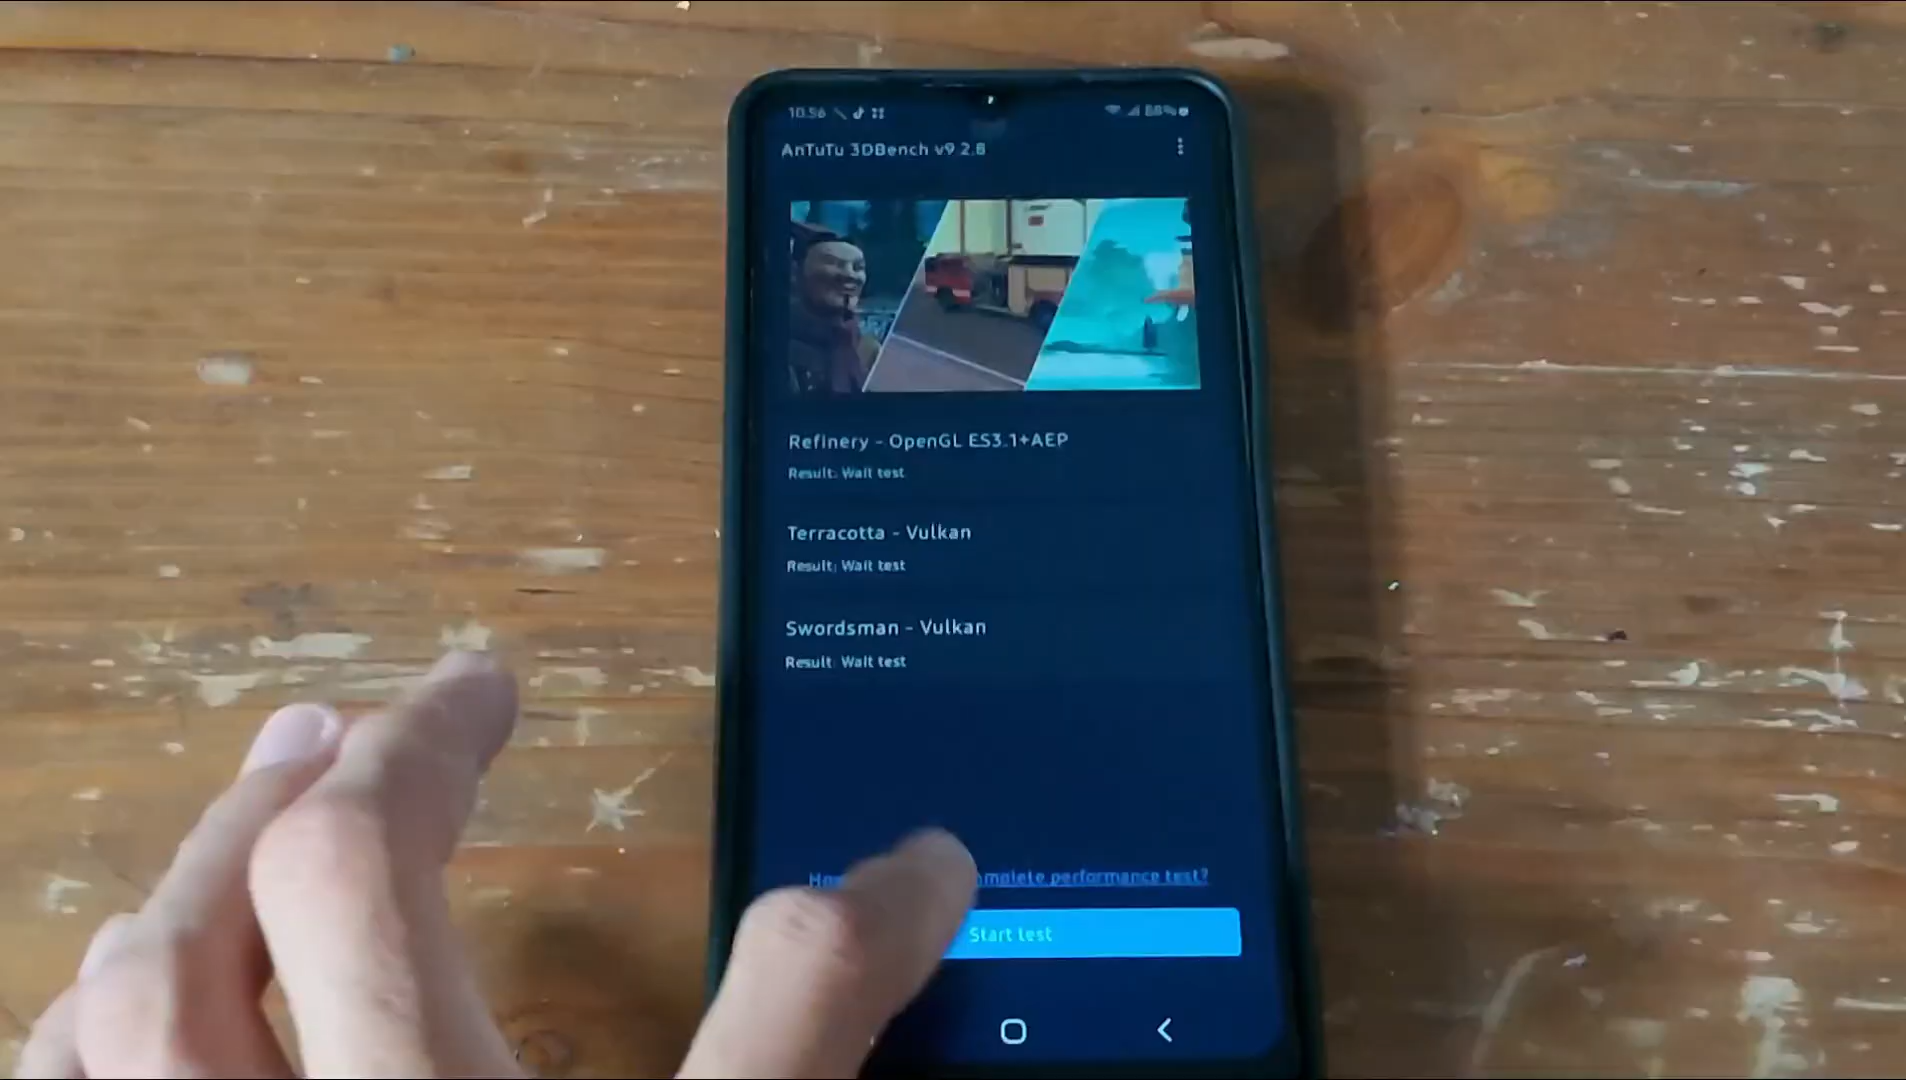 10.56 88%
AnTuTu 3DBench v9.2.8
Refinery - OpenGL ES3.1+AEP
Result: Wait test
Terracotta - Vulkan
Result: Wait test
Swordsman - Vulkan
Result: Wait test
performance test?
Start test